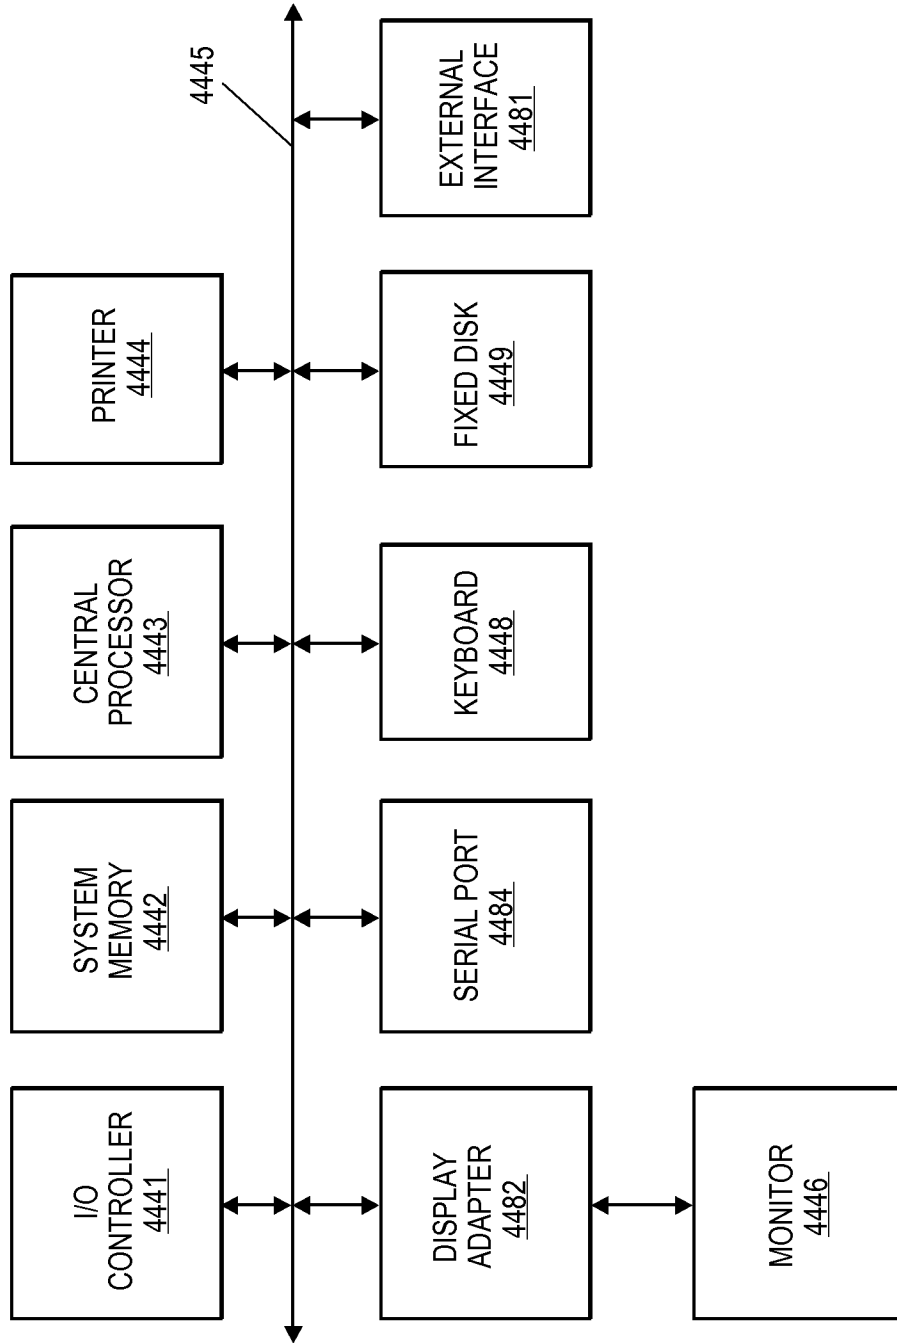 I/O
CONTROLLER
4441
SYSTEM
MEMORY
4442
CENTRAL
PROCESSOR
4443
PRINTER
4444
4445
DISPLAY
ADAPTER
4482
SERIAL PORT
4484
KEYBOARD
4448
FIXED DISK
4449
EXTERNAL
INTERFACE
4481
MONITOR
4446